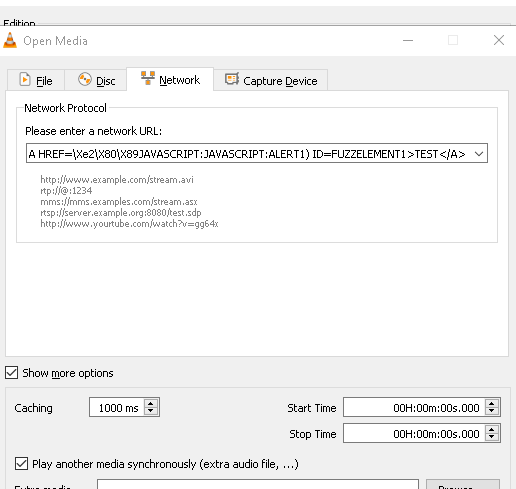 Edition
Open Media
File Disc Network Capture Device
Network Protocol
Please enter a network URL:
A HREF=\Xe2\X80\X89JAVASCRIPT:JAVASCRIPT:ALERT1) ID=FUZZELEMENT1>TEST</A>
http://www.example.com/stream.avi
rtp://@:1234
mms://mms.examples.com/stream.asx
rtsp://server.example.org:8080/test.sdp
http://www.yourtube.com/watch?v=gg64x
Show more options
Caching 1000 ms Start Time 00H:00m:00s.000
Stop Time 00H:00m:00s.000
Play another media synchronously (extra audio file, ...)
Extra media Browse...